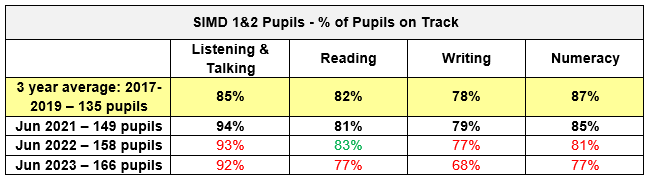 SIMD 1&2 Pupils - % of Pupils on Track
Listening &
Talking
Reading
Writing
Numeracy
3 year average: 2017-
2019 – 135 pupils
85%
82%
78%
87%
Jun 2021 – 149 pupils
94%
81%
79%
85%
Jun 2022 – 158 pupils
93%
83%
77%
81%
Jun 2023 – 166 pupils
92%
77%
68%
77%